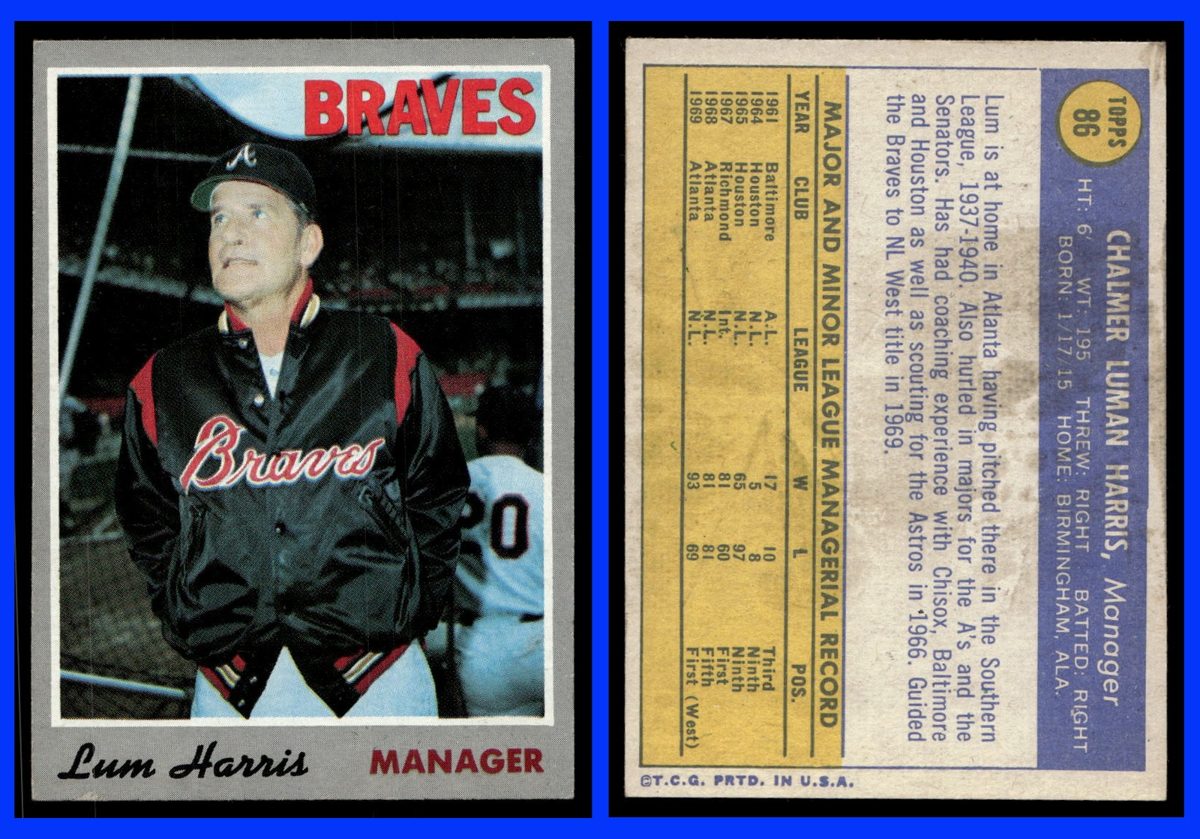 BRAVES
A
Braves
20
Lum Harris MANAGER
TOPPS
86
CHALMER LUMAN HARRIS, Manager
HT: 6' WT: 195 THREW: RIGHT BATTED: RIGHT
BORN: 1/17/15 HOME: BIRMINGHAM, ALA.
Lum is at home in Atlanta having pitched there in the Southern
League, 1937-1940. Also hurled in majors for the A's and the
Senators. Has had coaching experience with Chisox, Baltimore
and Houston as well as scouting for the Astros in 1966. Guided
the Braves to NL West title in 1969.
MAJOR AND MINOR LEAGUE MANAGERIAL RECORD
YEAR CLUB LEAGUE W L POS.
1961 Baltimore A.L. 17 10 Third
1964 Houston N.L. 5 8 Ninth
1965 Houston N.L. 65 97 Ninth
1967 Richmond Int. 81 60 First
1968 Atlanta N.L. 81 81 Fifth
1969 Atlanta N.L. 93 69 First (West)
©T.C.G. PRTD. IN U.S.A.